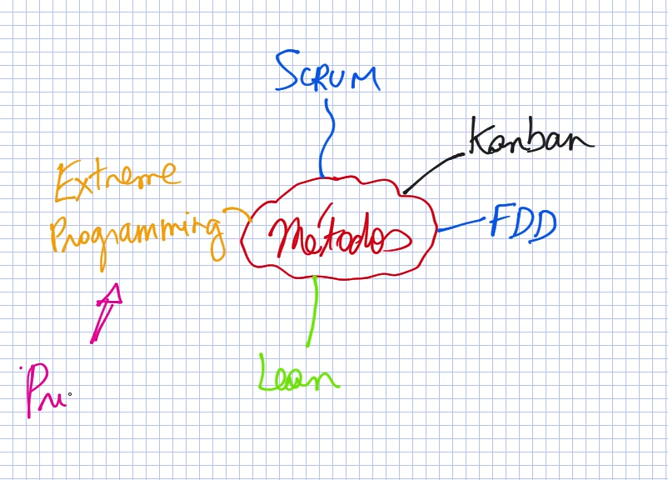 SCRUM
Kanban
Extreme
Programming
Métodos
FDD
Lean